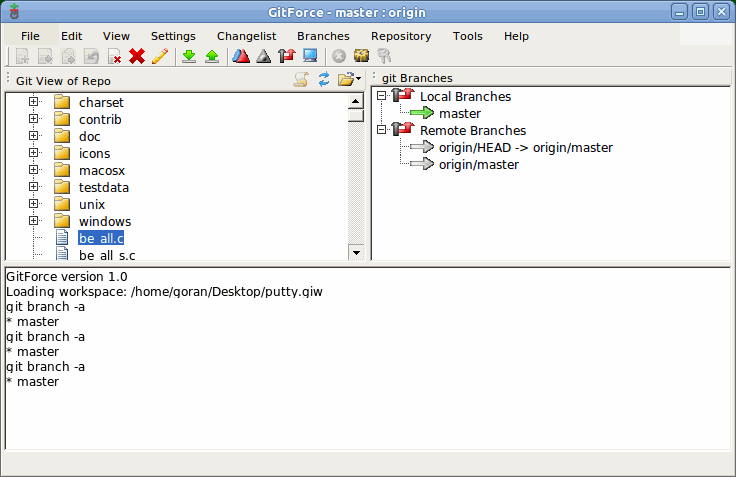 GitForce - master : origin
File Edit View Settings Changelist Branches Repository Tools Help
Git View of Repo
charset
contrib
doc
icons
macosx
testdata
unix
windows
be_all.c
be_all_s.c
git Branches
Local Branches
master
Remote Branches
origin/HEAD -> origin/master
origin/master
GitForce version 1.0
Loading workspace: /home/goran/Desktop/putty.giw
git branch -a
* master
git branch -a
* master
git branch -a
* master